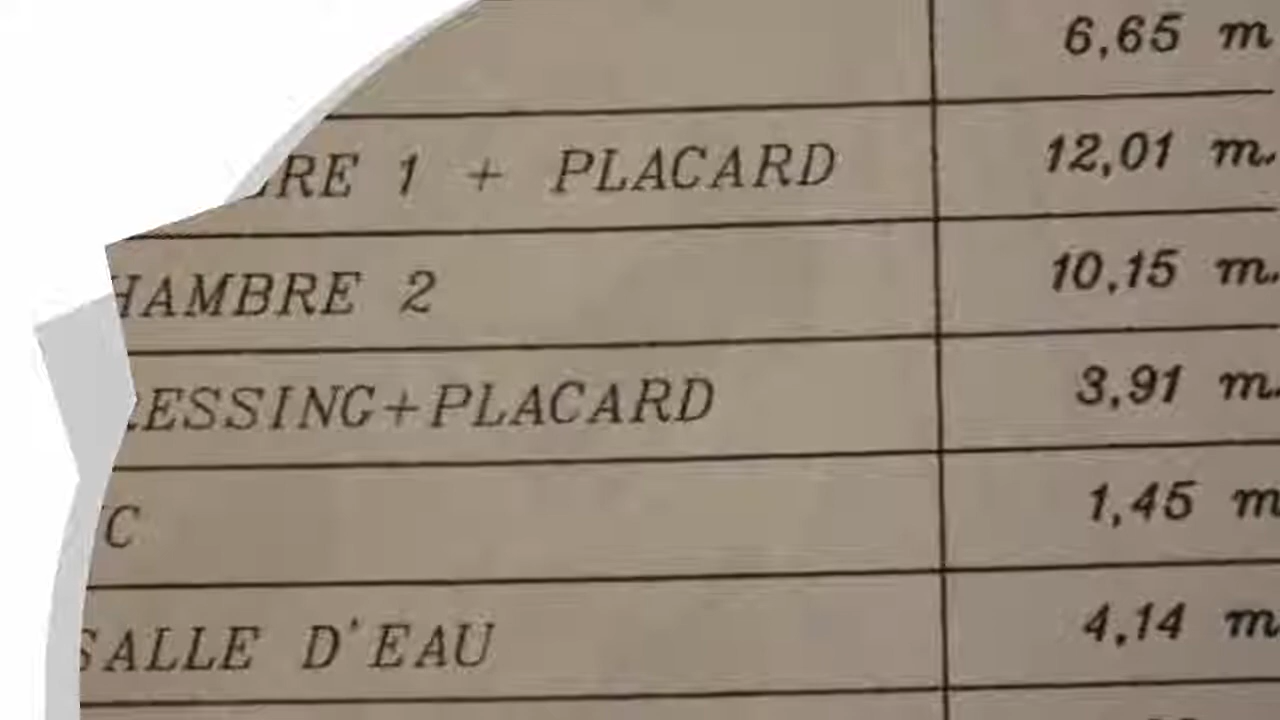 6,65 m
RE 1 + PLACARD 12,01 m.
HAMBRE 2 10,15 m.
RESSING+PLACARD 3,91 m.
C 1,45 m
SALLE D'EAU 4,14 m